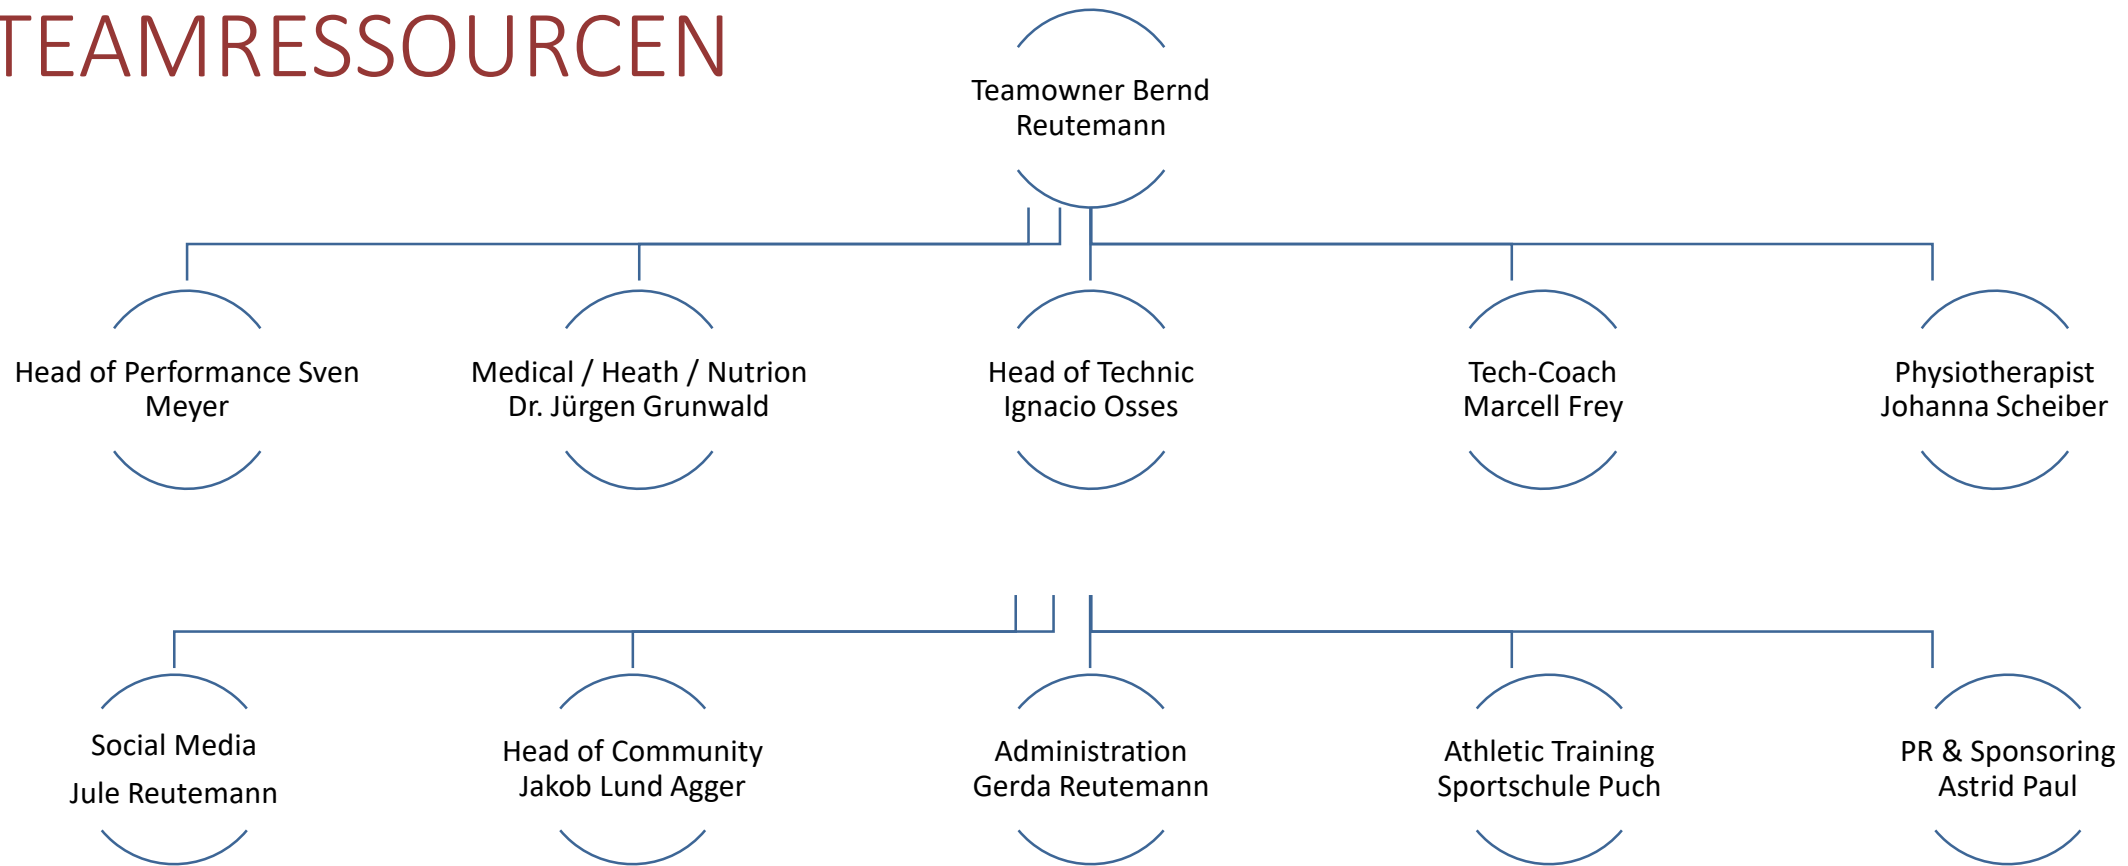 TEAMRESSOURCEN
Teamowner Bernd
Reutemann
Head of Performance Sven
Meyer
Medical / Heath / Nutrion
Dr. Jürgen Grunwald
Head of Technic
Ignacio Osses
Tech-Coach
Marcell Frey
Physiotherapist
Johanna Scheiber
Social Media
Jule Reutemann
Head of Community
Jakob Lund Agger
Administration
Gerda Reutemann
Athletic Training
Sportschule Puch
PR & Sponsoring
Astrid Paul